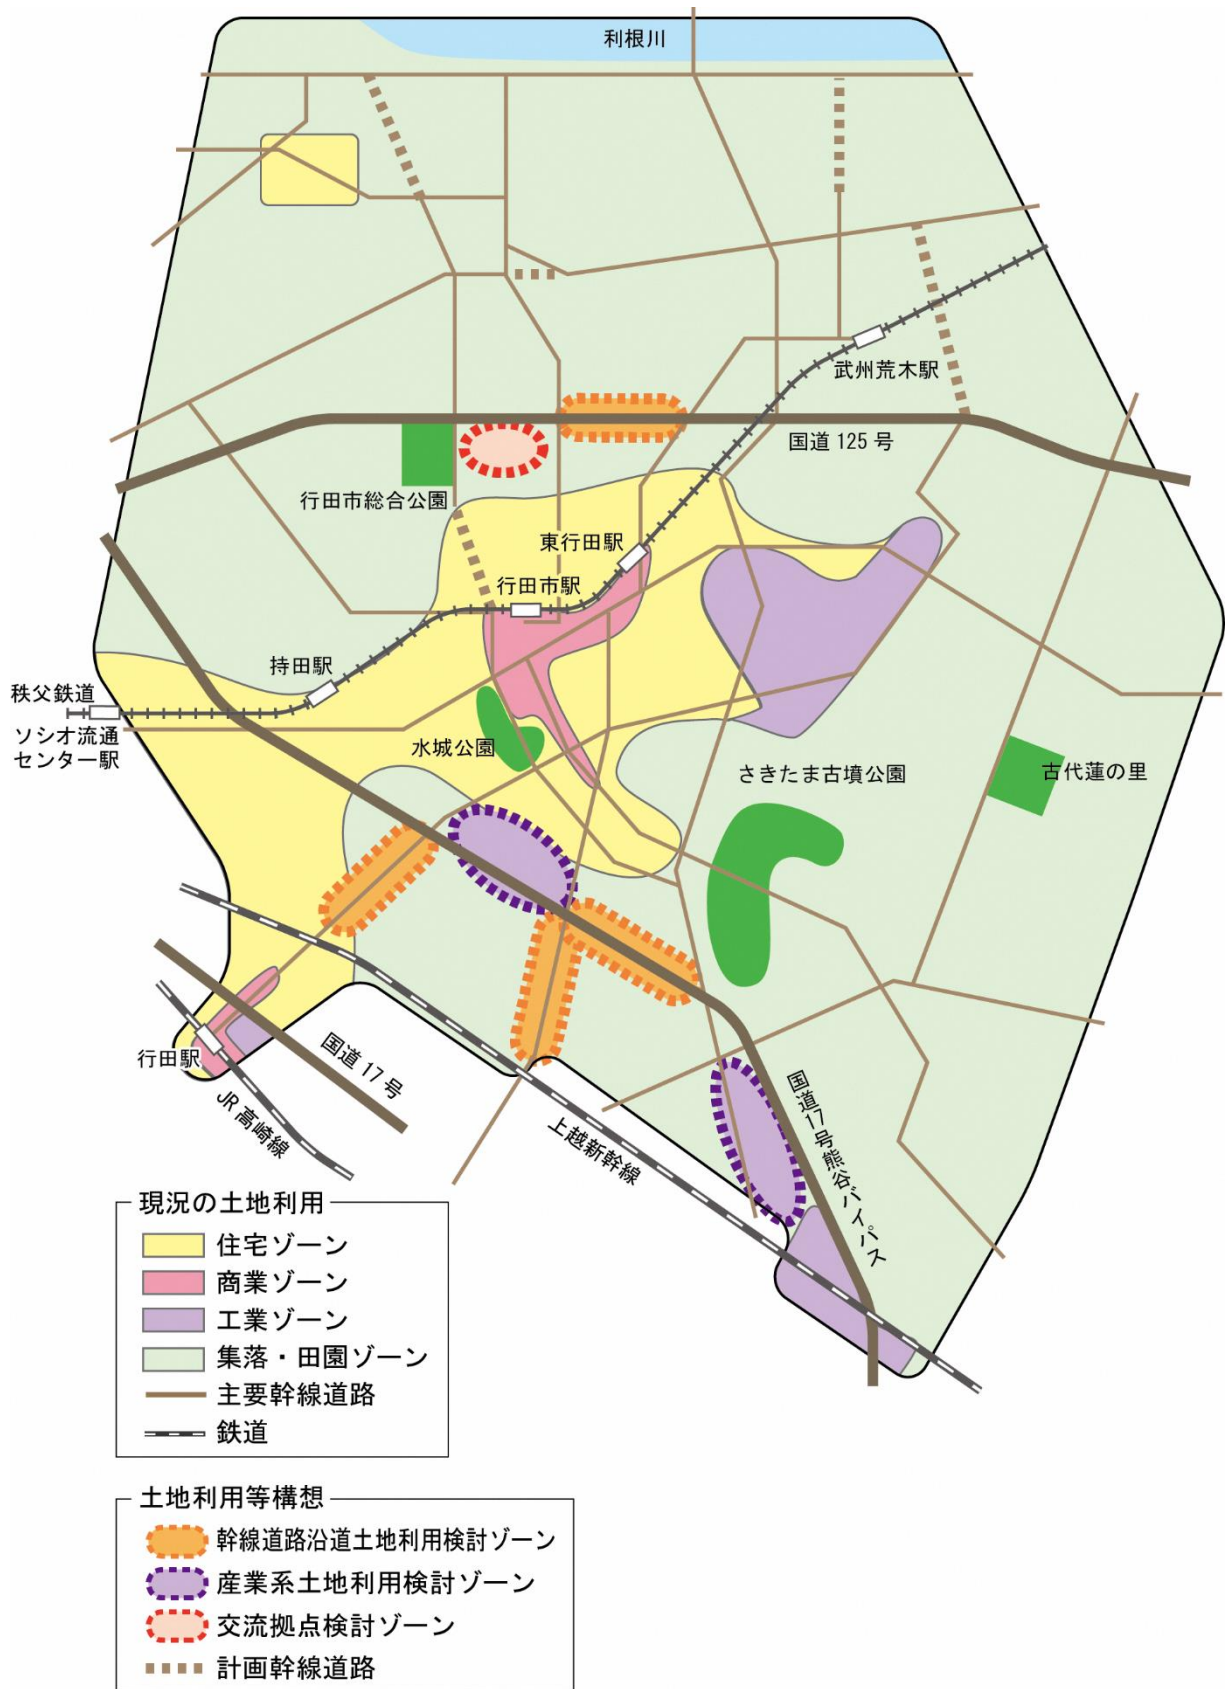 利根川
武州荒木駅
国道 125 号
行田市総合公園
東行田駅
行田市駅
持田駅
秩父鉄道
ソシオ流通
センター駅
水城公園
さきたま古墳公園
古代蓮の里
行田駅
国道 17 号
JR 高崎線
上越新幹線
国道17号熊谷バイパス
現況の土地利用
住宅ゾーン
商業ゾーン
工業ゾーン
集落・田園ゾーン
主要幹線道路
鉄道
土地利用等構想
幹線道路沿道土地利用検討ゾーン
産業系土地利用検討ゾーン
交流拠点検討ゾーン
計画幹線道路